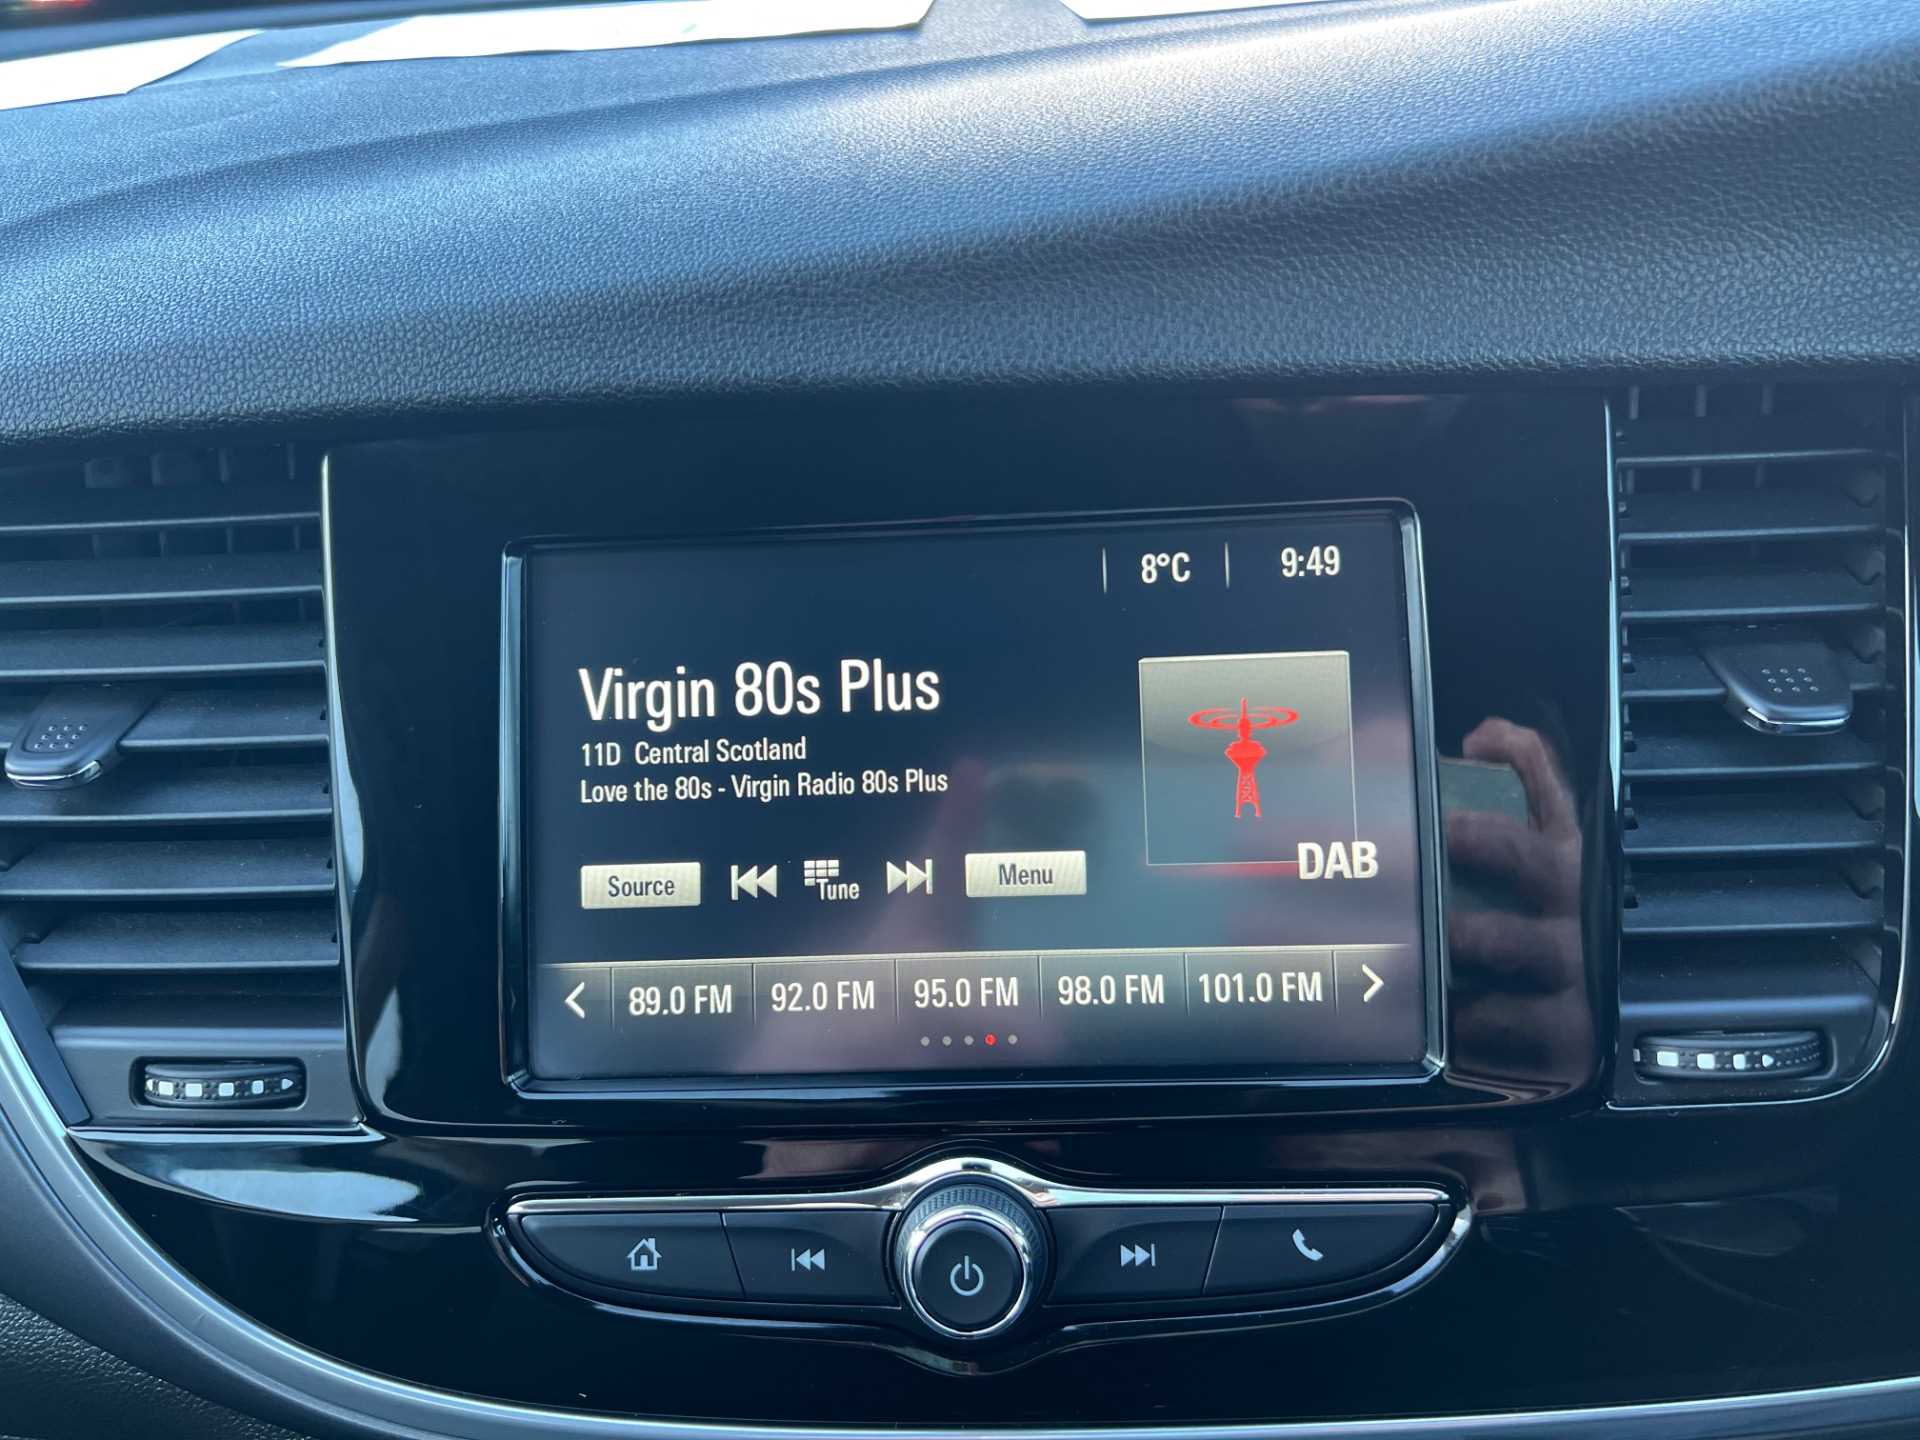 8°C 9:49
Virgin 80s Plus
11D Central Scotland
Love the 80s - Virgin Radio 80s Plus
DAB
Source Tune Menu
89.0 FM 92.0 FM 95.0 FM 98.0 FM 101.0 FM